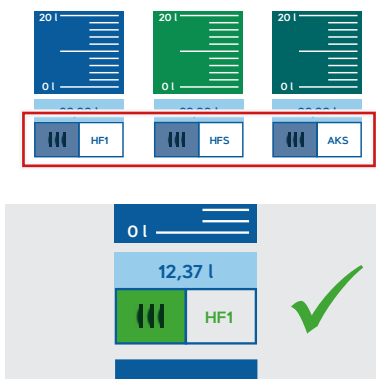 20 l 20 l 20 l
0 l 0 l 0 l
HF1 HFS AKS
0 l
12,37 l
HF1